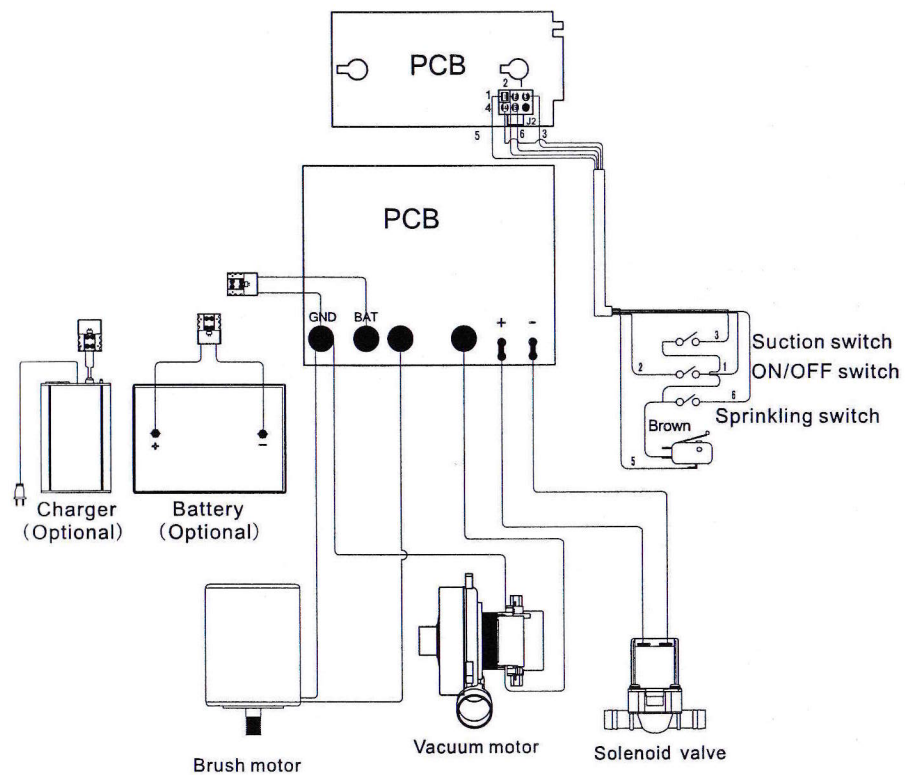 PCB
2
1
4
J2
5
6
3
PCB
GND
BAT
+
-
3
Suction switch
2
1
ON/OFF switch
6
Sprinkling switch
Brown
5
+
-
Charger
(Optional)
Battery
(Optional)
Brush motor
Vacuum motor
Solenoid valve